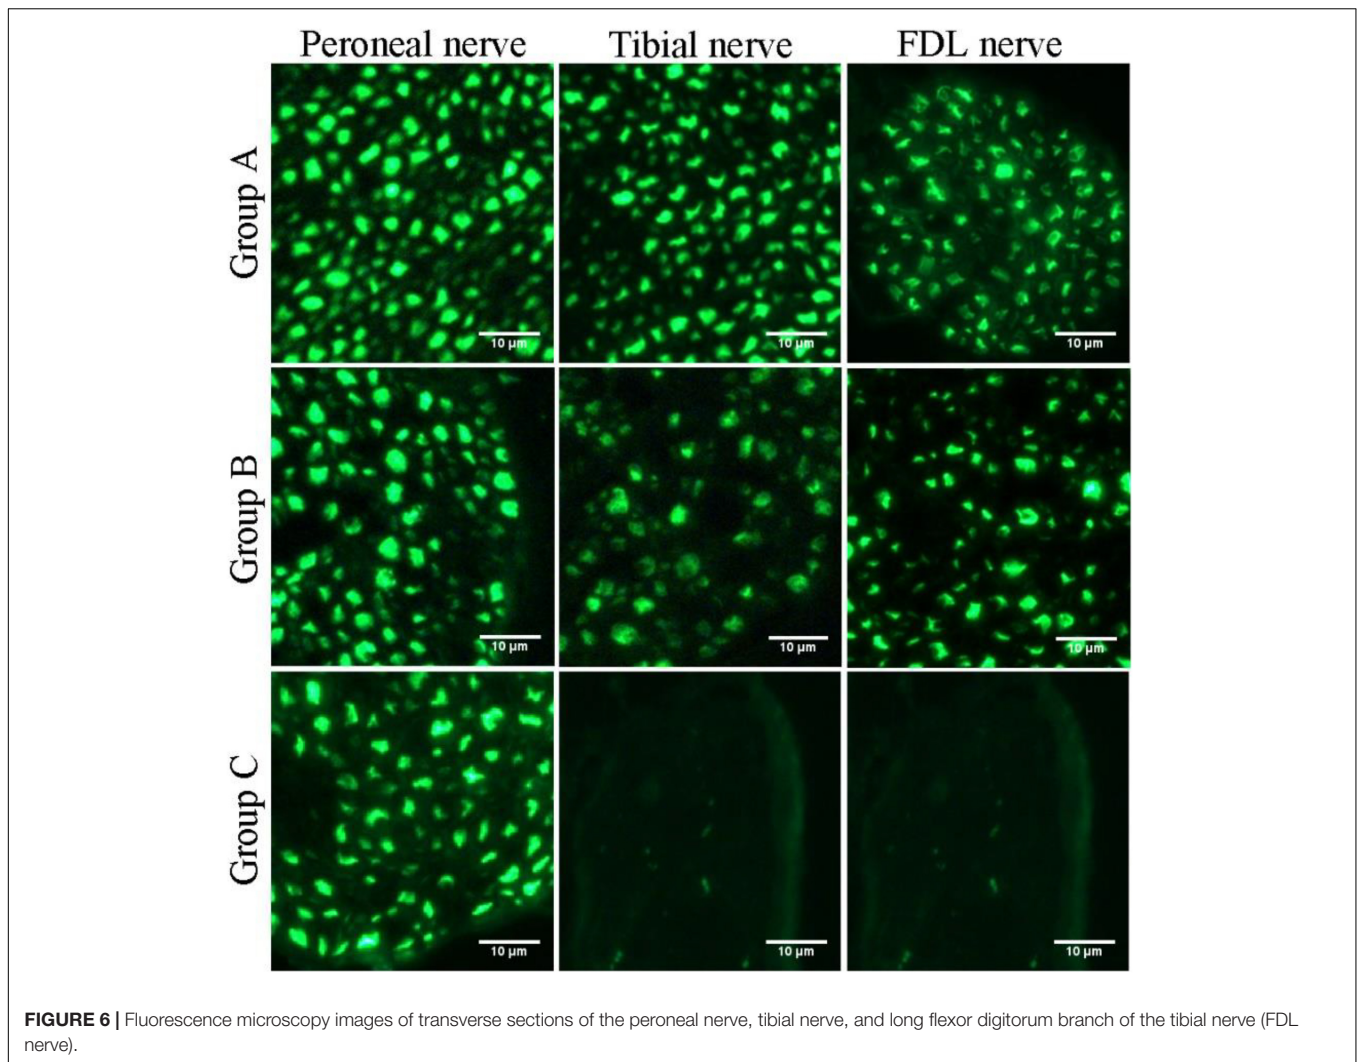 Peroneal nerve Tibial nerve FDL nerve
Group A
10 µm 10 µm 10 µm
Group B
10 µm 10 µm 10 µm
Group C
10 µm 10 µm 10 µm
FIGURE 6 | Fluorescence microscopy images of transverse sections of the peroneal nerve, tibial nerve, and long flexor digitorum branch of the tibial nerve (FDL
nerve).